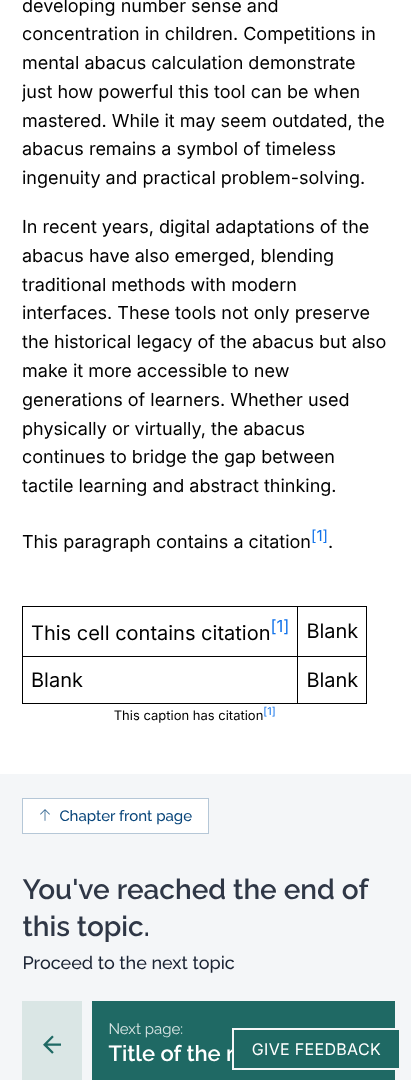 developing number sense and
concentration in children. Competitions in
mental abacus calculation demonstrate
just how powerful this tool can be when
mastered. While it may seem outdated, the
abacus remains a symbol of timeless
ingenuity and practical problem-solving.
In recent years, digital adaptations of the
abacus have also emerged, blending
traditional methods with modern
interfaces. These tools not only preserve
the historical legacy of the abacus but also
make it more accessible to new
generations of learners. Whether used
physically or virtually, the abacus
continues to bridge the gap between
tactile learning and abstract thinking.
This paragraph contains a citation[1].
This cell contains citation[1] Blank
Blank Blank
This caption has citation[1]
↑ Chapter front page
You've reached the end of
this topic.
Proceed to the next topic
Next page:
Title of the
GIVE FEEDBACK